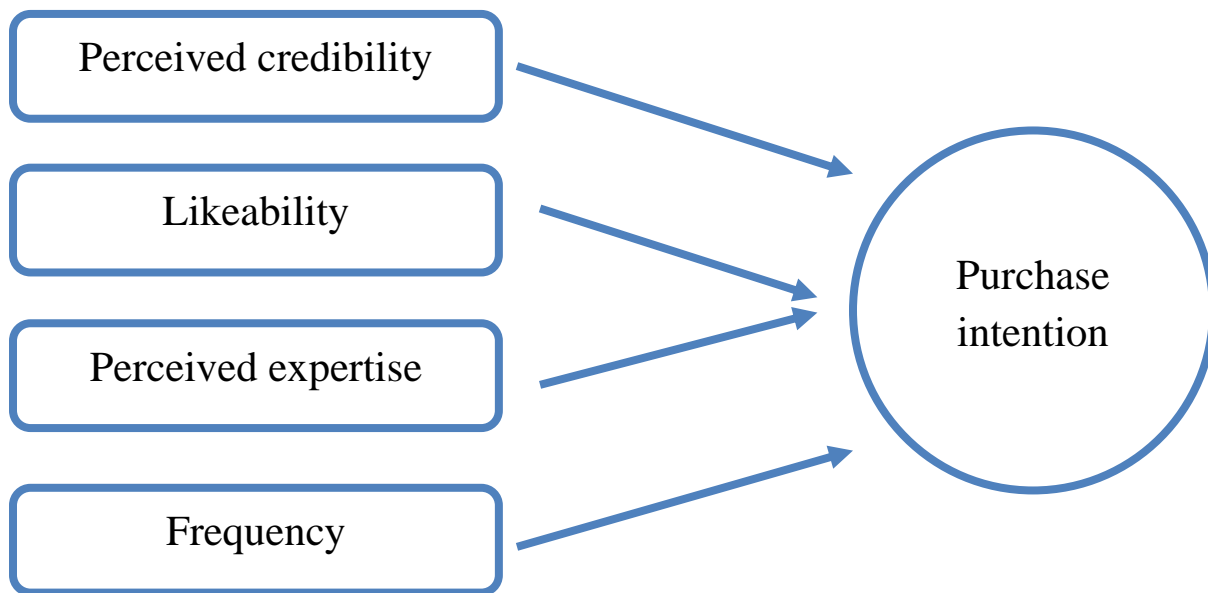 Perceived credibility
Likeability
Perceived expertise
Frequency
Purchase
intention